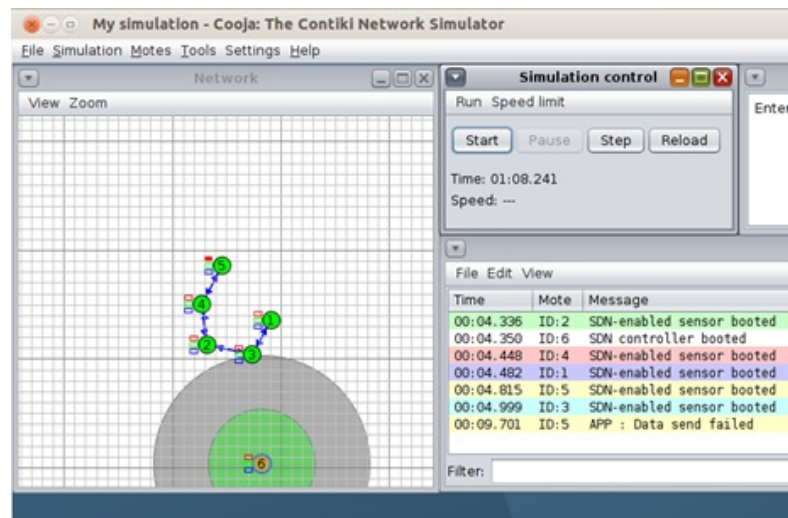 My simulation - Cooja: The Contiki Network Simulator
File Simulation Motes Tools Settings Help
Network
View Zoom
5
4
1
2
3
6
Simulation control
Run Speed limit
Start Pause Step Reload
Time: 01:08.241
Speed: ---
Enter
File Edit View
Time Mote Message
00:04.336 ID:2 SDN-enabled sensor booted
00:04.350 ID:6 SDN controller booted
00:04.448 ID:4 SDN-enabled sensor booted
00:04.482 ID:1 SDN-enabled sensor booted
00:04.815 ID:5 SDN-enabled sensor booted
00:04.999 ID:3 SDN-enabled sensor booted
00:09.701 ID:5 APP : Data send failed
Filter: